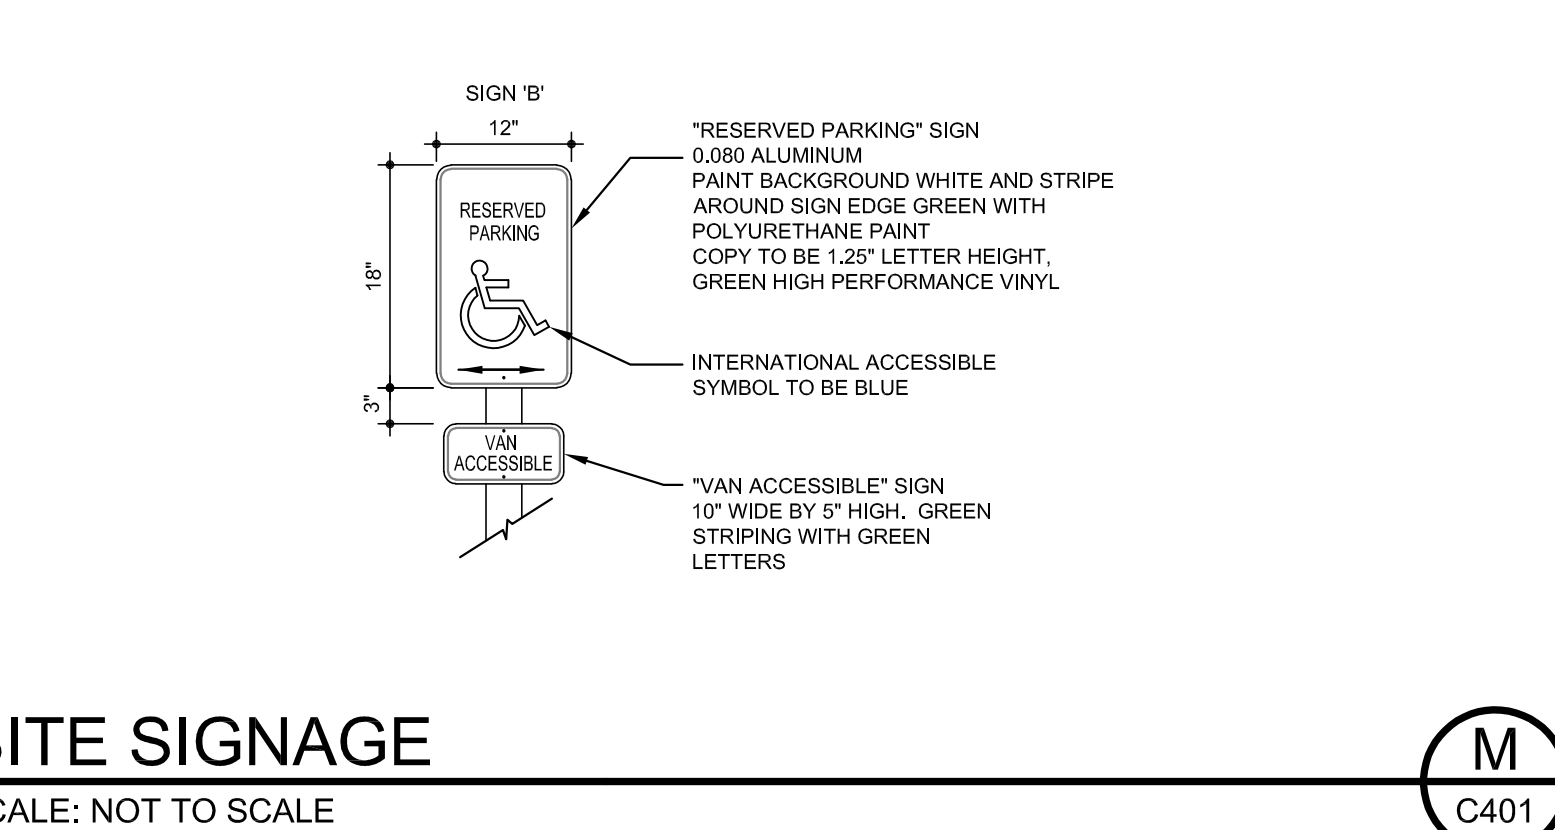 SIGN 'B'
12"
18"
3"
RESERVED
PARKING
VAN
ACCESSIBLE
"RESERVED PARKING" SIGN
0.080 ALUMINUM
PAINT BACKGROUND WHITE AND STRIPE
AROUND SIGN EDGE GREEN WITH
POLYURETHANE PAINT
COPY TO BE 1.25" LETTER HEIGHT,
GREEN HIGH PERFORMANCE VINYL
INTERNATIONAL ACCESSIBLE
SYMBOL TO BE BLUE
"VAN ACCESSIBLE" SIGN
10" WIDE BY 5" HIGH.  GREEN
STRIPING WITH GREEN
LETTERS
SITE SIGNAGE
SCALE: NOT TO SCALE
M
C401